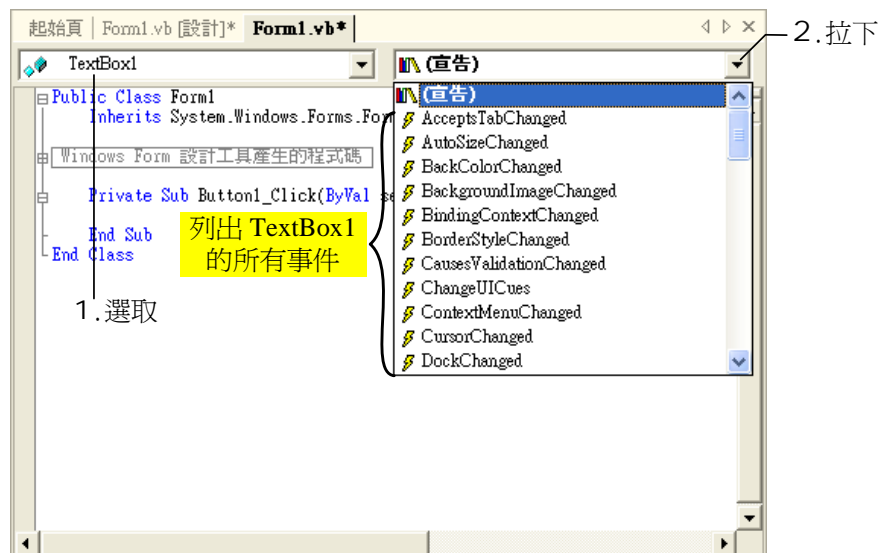 起始頁 Form1.vb [設計]* Form1.vb*
2.拉下
TextBox1
(宣告)
(宣告)
Public Class Form1
Inherits System.Windows.Forms.For
Windows Form 設計工具產生的程式碼
Private Sub Button1_Click(ByVal se
End Sub
End Class
AcceptsTabChanged
AutoSizeChanged
BackColorChanged
BackgroundImageChanged
BindingContextChanged
BorderStyleChanged
CausesValidationChanged
ChangeUICues
ContextMenuChanged
CursorChanged
DockChanged
列出 TextBox1
的所有事件
1.選取